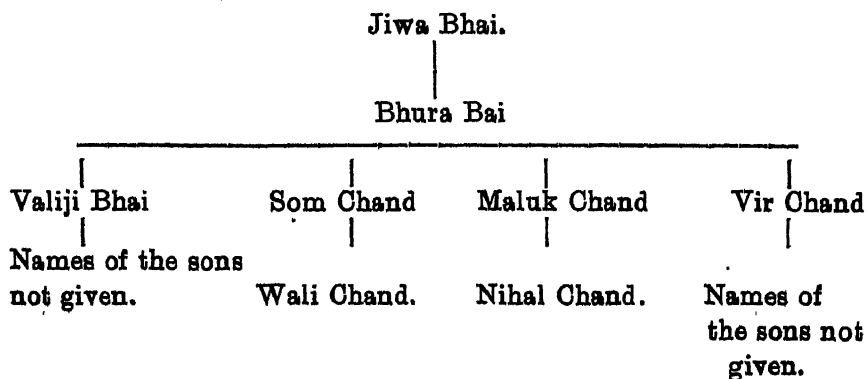 Jiwa Bhai.
Bhura Bai
Valiji Bhai Som Chand Maluk Chand Vir Chand
Names of the sons
not given. Wali Chand. Nihal Chand. Names of
the sons not
given.